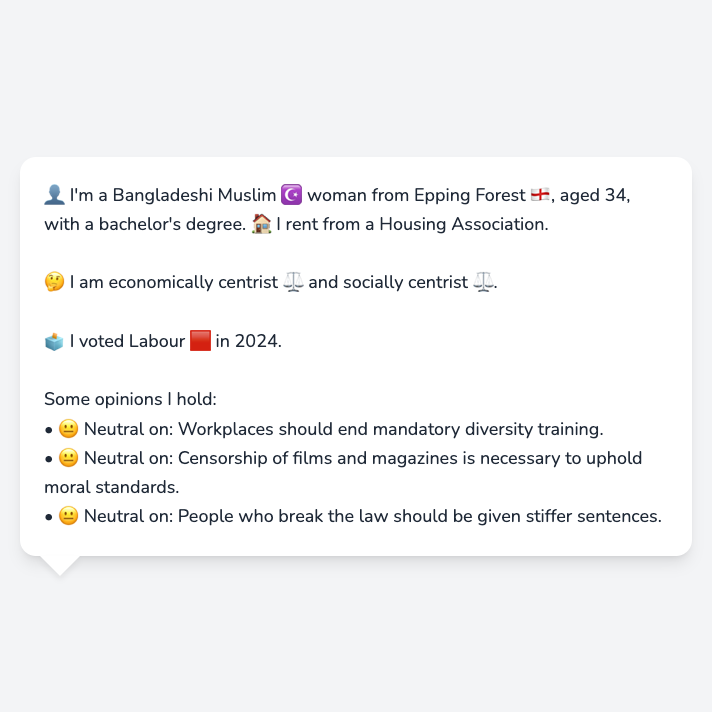 👤 I'm a Bangladeshi Muslim ☪️ woman from Epping Forest 🏴󠁧󠁢󠁥󠁮󠁧󠁿, aged 34,
with a bachelor's degree. 🏠 I rent from a Housing Association.
🤔 I am economically centrist ⚖️ and socially centrist ⚖️.
🗳️ I voted Labour 🟥 in 2024.
Some opinions I hold:
• 😐 Neutral on: Workplaces should end mandatory diversity training.
• 😐 Neutral on: Censorship of films and magazines is necessary to uphold
moral standards.
• 😐 Neutral on: People who break the law should be given stiffer sentences.